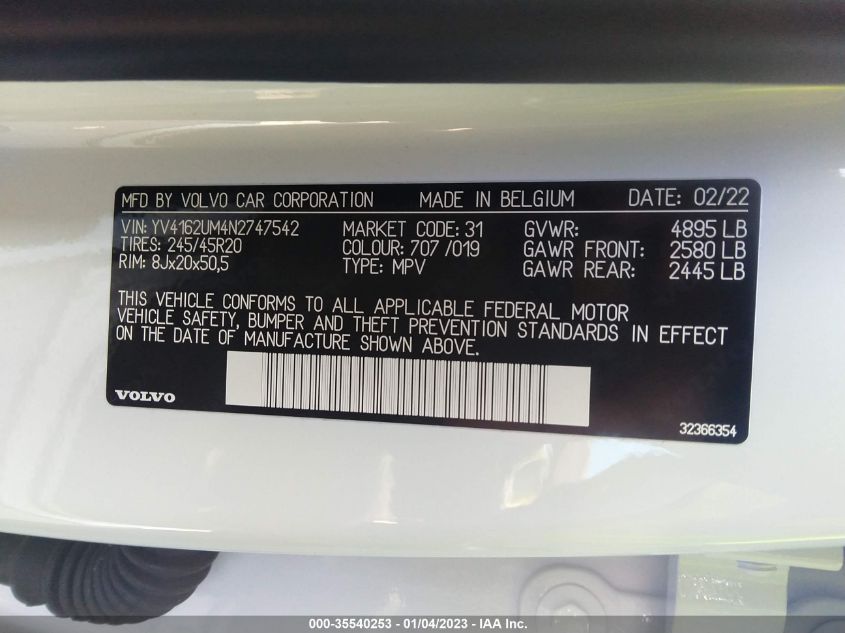 MFD BY VOLVO CAR CORPORATION MADE IN BELGIUM DATE: 02/22
VIN: YV4162UM4N2747542 MARKET CODE: 31 GVWR: 4895 LB
TIRES: 245/45R20 COLOUR: 707 /019 GAWR FRONT: 2580 LB
RIM: 8Jx20x50,5 TYPE: MPV GAWR REAR: 2445 LB
THIS VEHICLE CONFORMS TO ALL APPLICABLE FEDERAL MOTOR
VEHICLE SAFETY, BUMPER AND THEFT PREVENTION STANDARDS IN EFFECT
ON THE DATE OF MANUFACTURE SHOWN ABOVE.
VOLVO
32366354
000-35540253 - 01/04/2023 - IAA Inc.